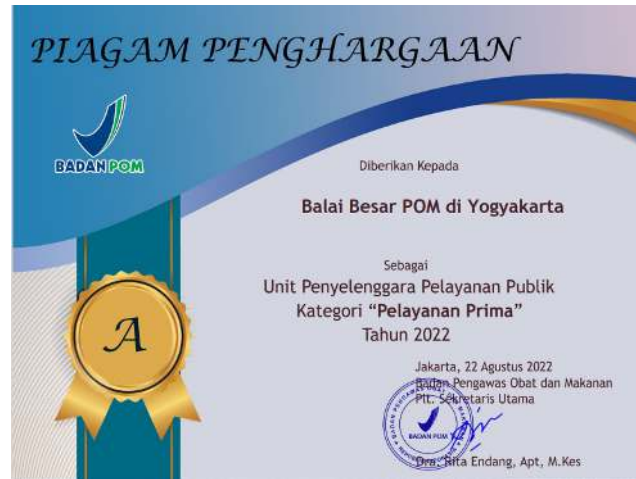 PIAGAM PENGHARGAAN
BADAN POM
Diberikan Kepada
Balai Besar POM di Yogyakarta
Sebagai
Unit Penyelenggara Pelayanan Publik
Kategori “Pelayanan Prima”
Tahun 2022
A
Jakarta, 22 Agustus 2022
Badan Pengawas Obat dan Makanan
Plt. Sekretaris Utama
BADAN POM
Dra. Rita Endang, Apt, M.Kes